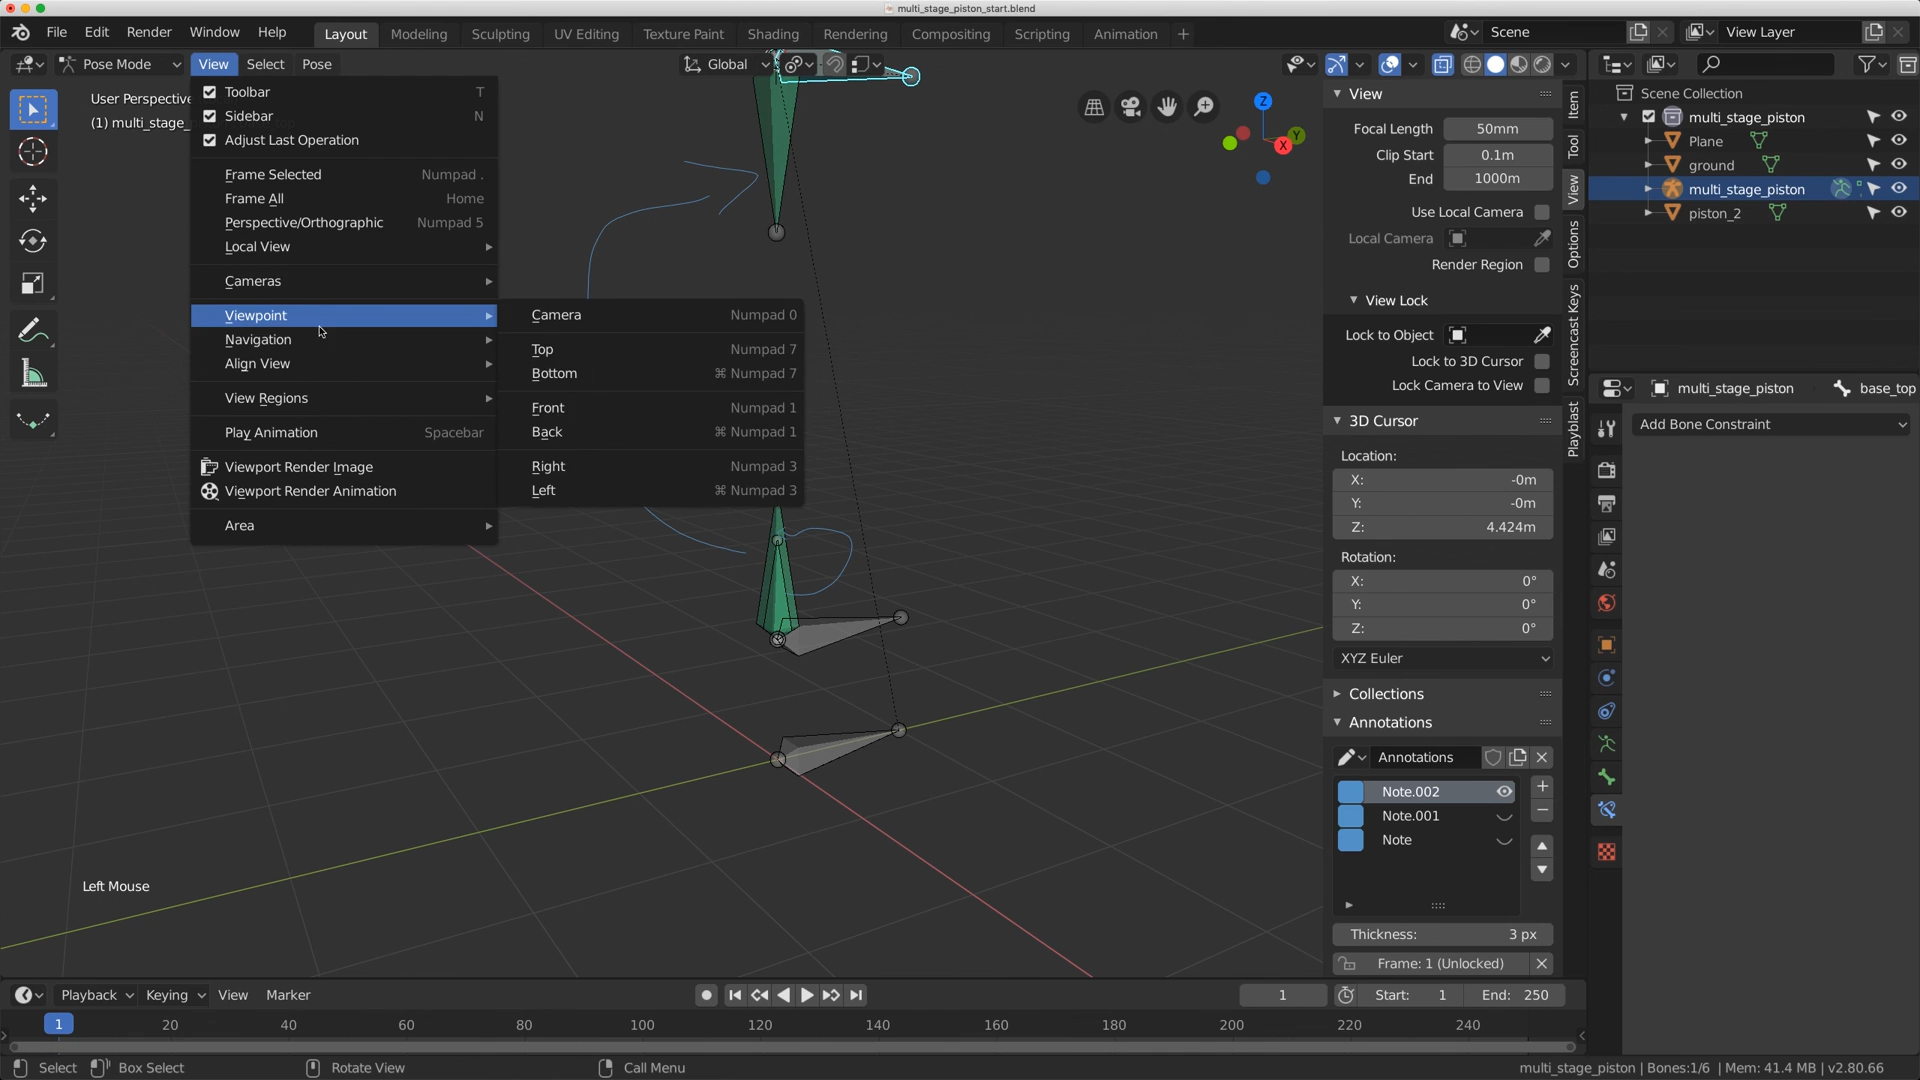 multi_stage_piston_start.blend
File Edit Render Window Help Layout Modeling Sculpting UV Editing Texture Paint Shading Rendering Compositing Scripting Animation Scene View Layer
Pose Mode View Select Pose Global
User Perspective
(1) multi_stage_
Toolbar T
Sidebar N
Adjust Last Operation
Frame Selected Numpad .
Frame All Home
Perspective/Orthographic Numpad 5
Local View
Cameras
Viewpoint
Navigation
Align View
View Regions
Play Animation Spacebar
Viewport Render Image
Viewport Render Animation
Area
Camera Numpad 0
Top Numpad 7
Bottom ⌘ Numpad 7
Front Numpad 1
Back ⌘ Numpad 1
Right Numpad 3
Left ⌘ Numpad 3
Left Mouse
Z
Y
X
View
Focal Length 50mm
Clip Start 0.1m
End 1000m
Use Local Camera
Local Camera
Render Region
View Lock
Lock to Object
Lock to 3D Cursor
Lock Camera to View
3D Cursor
Location:
X: -0m
Y: -0m
Z: 4.424m
Rotation:
X: 0°
Y: 0°
Z: 0°
XYZ Euler
Collections
Annotations
Annotations
Note.002
Note.001
Note
Thickness: 3 px
Frame: 1 (Unlocked)
Item
Tool
View
Options
Screencast Keys
Playblast
Scene Collection
multi_stage_piston
Plane
ground
multi_stage_piston
piston_2
multi_stage_piston base_top
Add Bone Constraint
Playback Keying View Marker 1 Start: 1 End: 250
1 20 40 60 80 100 120 140 160 180 200 220 240
Select Box Select Rotate View Call Menu multi_stage_piston | Bones:1/6 | Mem: 41.4 MB | v2.80.66